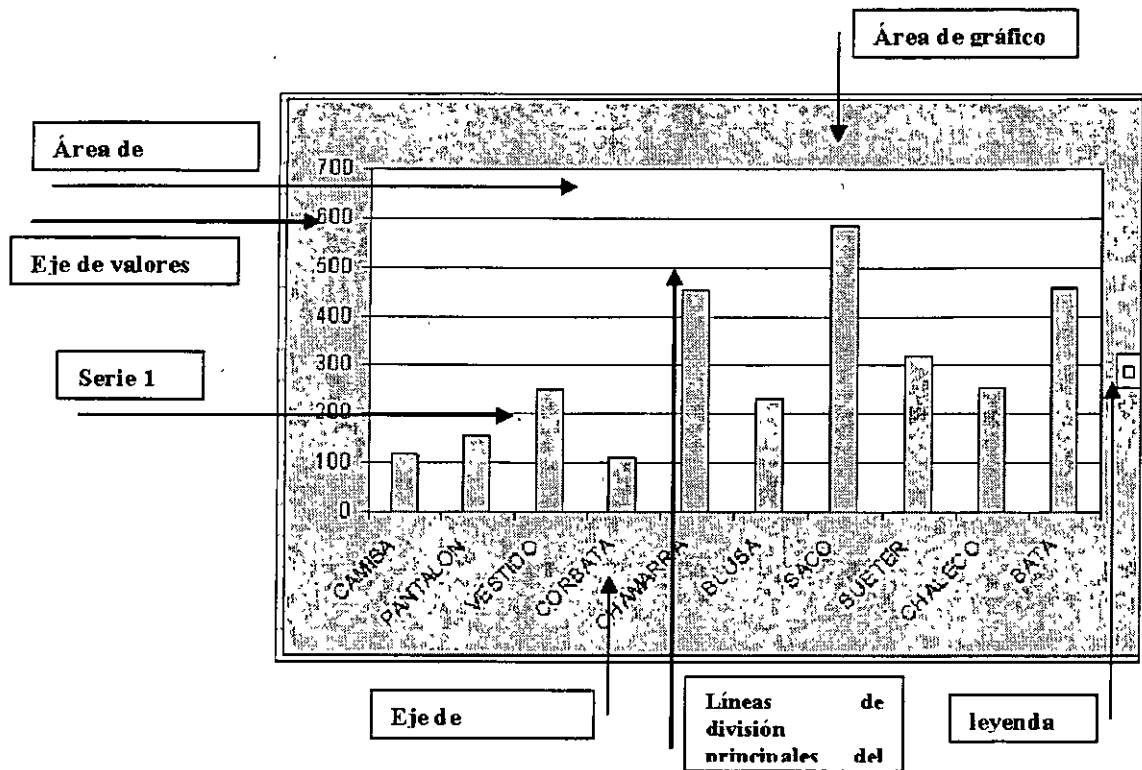 Área de gráfico
Área de
Eje de valores
Serie 1
700
600
500
400
300
200
100
0
CAMISA
PANTALON
VESTIDO
CORBATA
CHAMARRA
BLUSA
SACO
SUETER
CHALECO
BATA
Eje de
Líneas de
división
principales del
leyenda